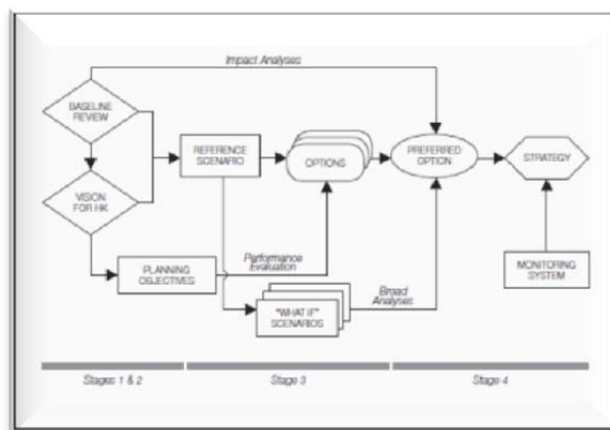 Impact Analyses
BASELINE
REVIEW
REFERENCE
SCENARIO
OPTIONS
PREFERRED
OPTION
STRATEGY
VISION
FOR HK
Performance
Evaluation
PLANNING
OBJECTIVES
MONITORING
SYSTEM
Broad
Analyses
"WHAT IF"
SCENARIOS
Stages 1 & 2
Stage 3
Stage 4